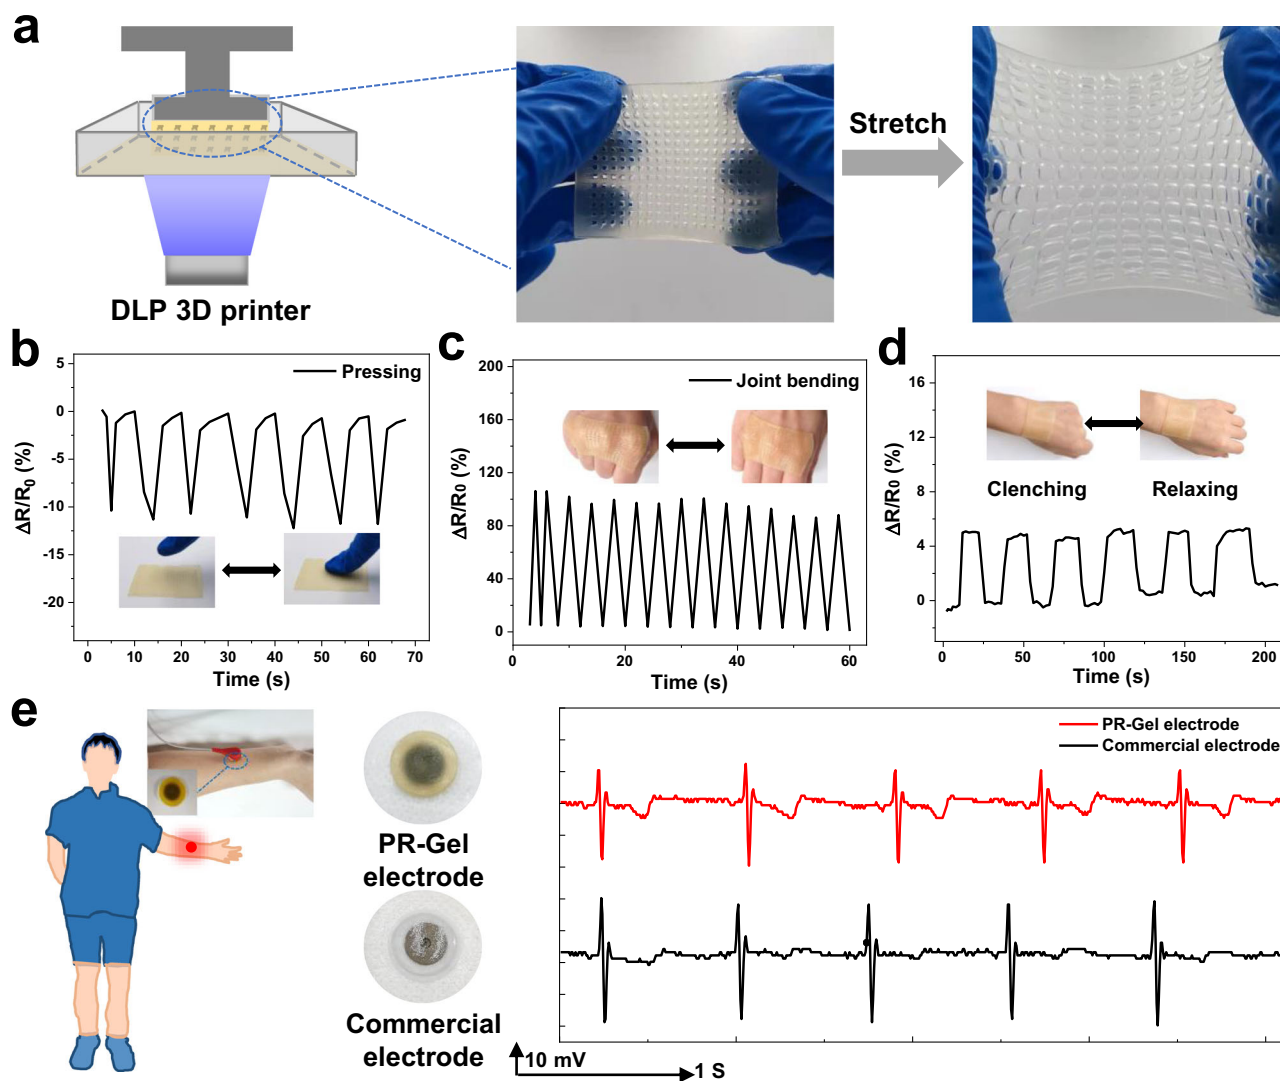 a
DLP 3D printer
Stretch
b
Pressing
ΔR/R0 (%)
5
0
-5
-10
-15
-20
0 10 20 30 40 50 60 70
Time (s)
c
Joint bending
ΔR/R0 (%)
200
160
120
80
40
0
0 20 40 60
Time (s)
d
ΔR/R0 (%)
16
12
8
4
0
Clenching Relaxing
0 50 100 150 200
Time (s)
e
PR-Gel
electrode
Commercial
electrode
PR-Gel electrode
Commercial electrode
10 mV
1 S